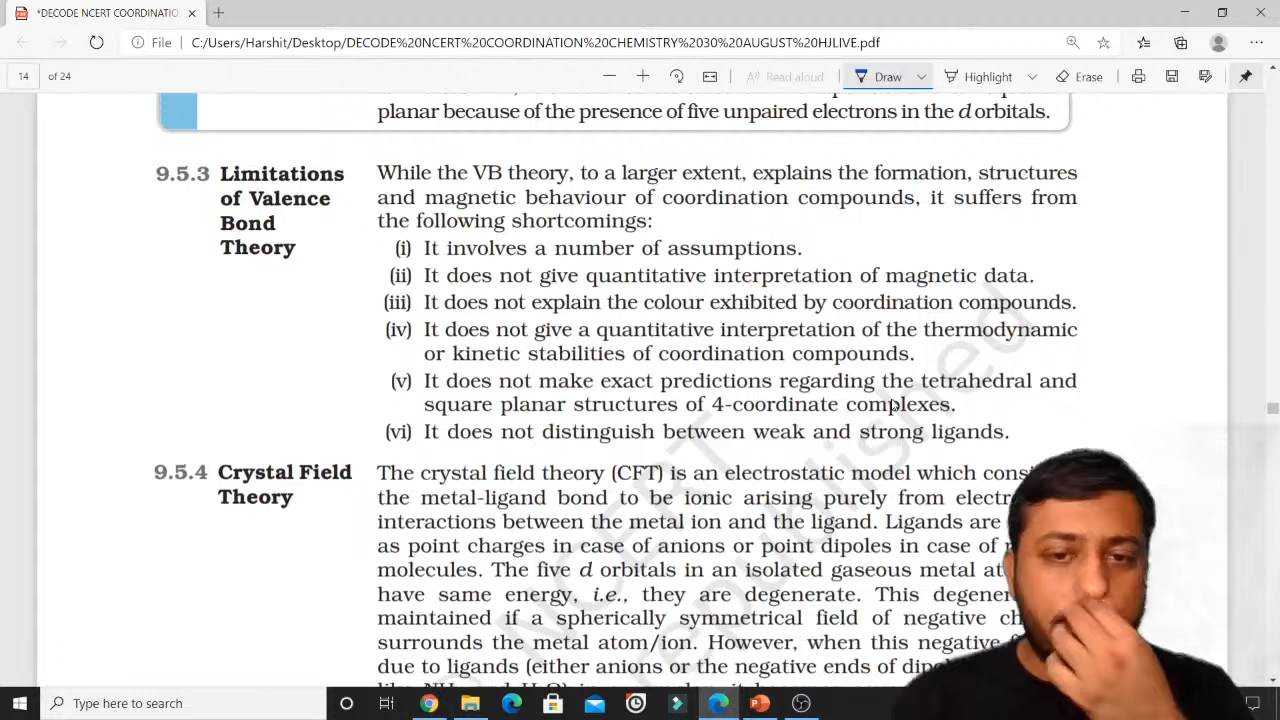 *DECODE NCERT COORDINATIO
File
C:/Users/Harshit/Desktop/DECODE%20NCERT%20COORDINATION%20CHEMISTRY%2030%20AUGUST%20HJLIVE.pdf
14 of 24
Read aloud
Draw
Highlight
Erase
planar because of the presence of five unpaired electrons in the d orbitals.
9.5.3 Limitations of Valence Bond Theory
While the VB theory, to a larger extent, explains the formation, structures
and magnetic behaviour of coordination compounds, it suffers from
the following shortcomings:
(i) It involves a number of assumptions.
(ii) It does not give quantitative interpretation of magnetic data.
(iii) It does not explain the colour exhibited by coordination compounds.
(iv) It does not give a quantitative interpretation of the thermodynamic
or kinetic stabilities of coordination compounds.
(v) It does not make exact predictions regarding the tetrahedral and
square planar structures of 4-coordinate complexes.
(vi) It does not distinguish between weak and strong ligands.
9.5.4 Crystal Field Theory
The crystal field theory (CFT) is an electrostatic model which
the metal-ligand bond to be ionic arising purely from
interactions between the metal ion and the ligand. Ligands are
as point charges in case of anions or point dipoles in case of
molecules. The five d orbitals in an isolated gaseous metal
have same energy, i.e., they are degenerate. This
maintained if a spherically symmetrical field of negative
surrounds the metal atom/ion. However, when this negative
due to ligands (either anions or the negative ends of
NCERT
republished
Type here to search